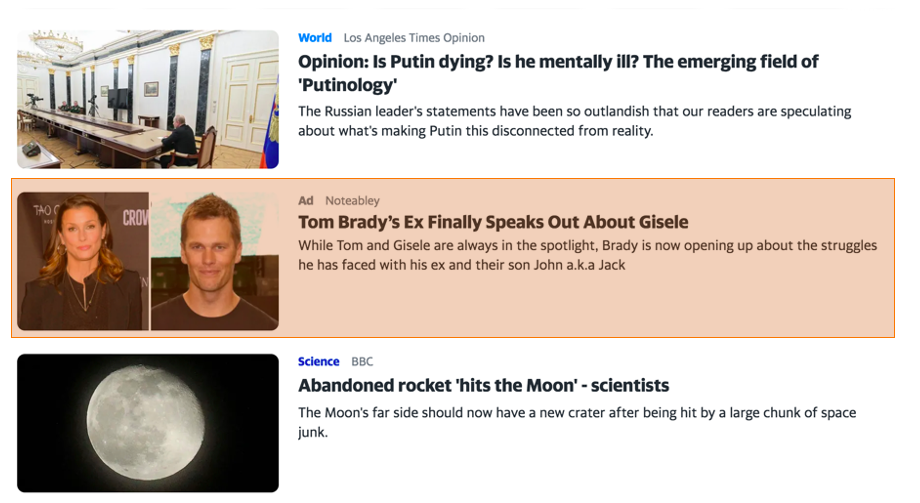 World Los Angeles Times Opinion
Opinion: Is Putin dying? Is he mentally ill? The emerging field of
'Putinology'
The Russian leader's statements have been so outlandish that our readers are speculating
about what's making Putin this disconnected from reality.
TAO
CROW
Ad Noteabley
Tom Brady’s Ex Finally Speaks Out About Gisele
While Tom and Gisele are always in the spotlight, Brady is now opening up about the struggles
he has faced with his ex and their son John a.k.a Jack
Science BBC
Abandoned rocket 'hits the Moon' - scientists
The Moon's far side should now have a new crater after being hit by a large chunk of space
junk.